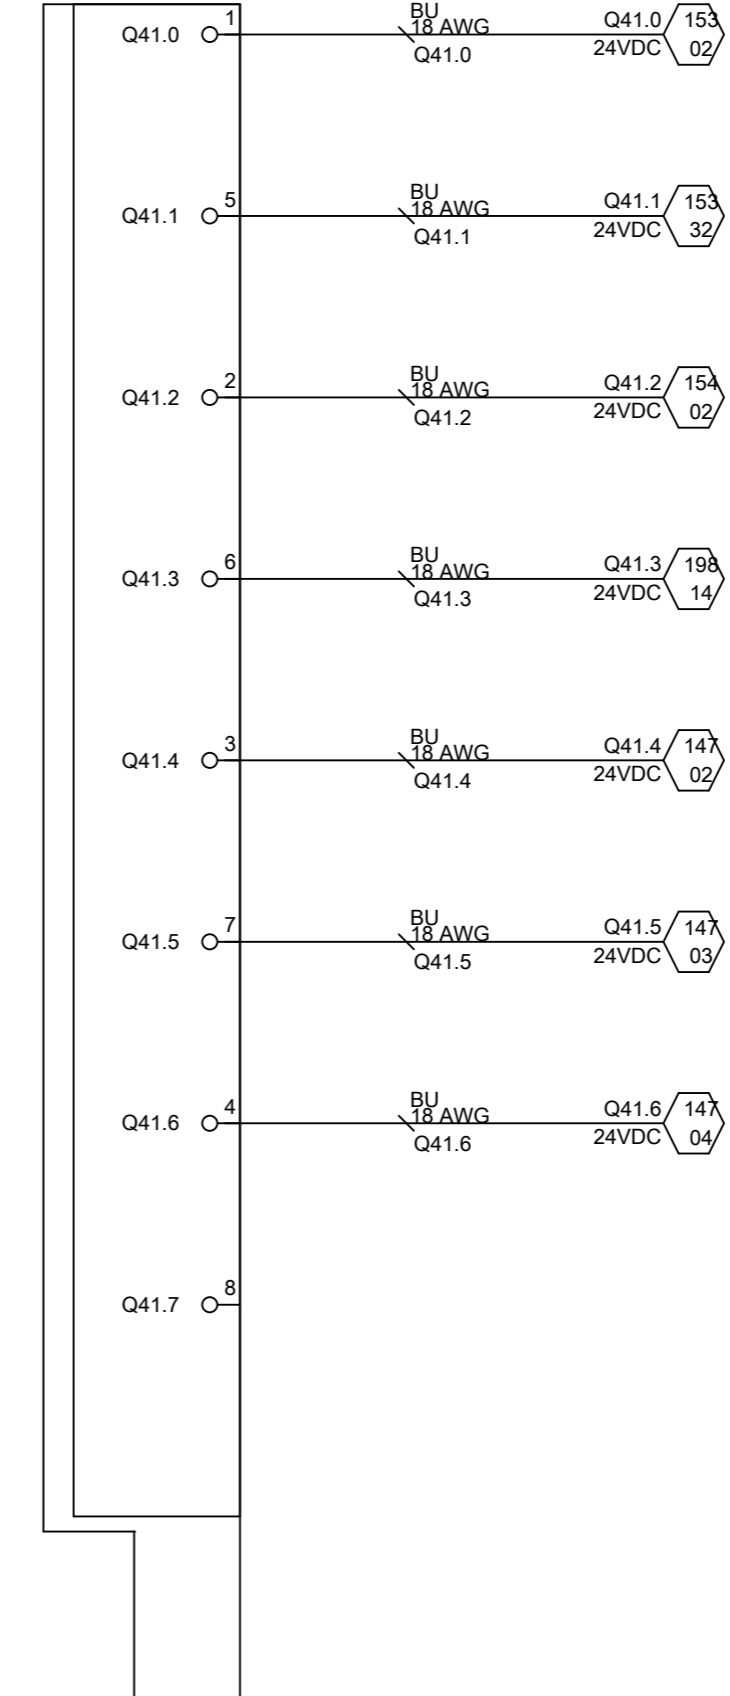 1
BU
18 AWG
Q41.0
Q41.0
Q41.0
24VDC
153
02
5
BU
18 AWG
Q41.1
Q41.1
Q41.1
24VDC
153
32
2
BU
18 AWG
Q41.2
Q41.2
Q41.2
24VDC
154
02
6
BU
18 AWG
Q41.3
Q41.3
Q41.3
24VDC
198
14
3
BU
18 AWG
Q41.4
Q41.4
Q41.4
24VDC
147
02
7
BU
18 AWG
Q41.5
Q41.5
Q41.5
24VDC
147
03
4
BU
18 AWG
Q41.6
Q41.6
Q41.6
24VDC
147
04
8
Q41.7